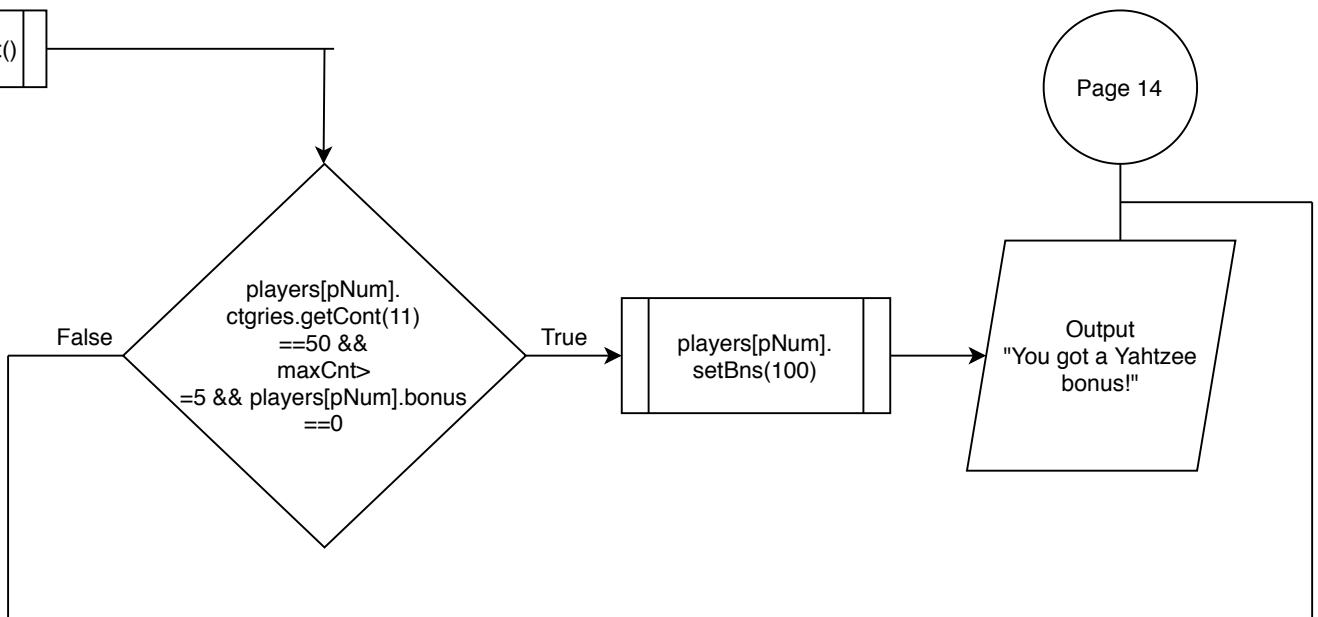 ()
Page 14
players[pNum].
ctgries.getCont(11)
==50 &&
maxCnt>
=5 && players[pNum].bonus
==0
False
True
players[pNum].
setBns(100)
Output
"You got a Yahtzee
bonus!"